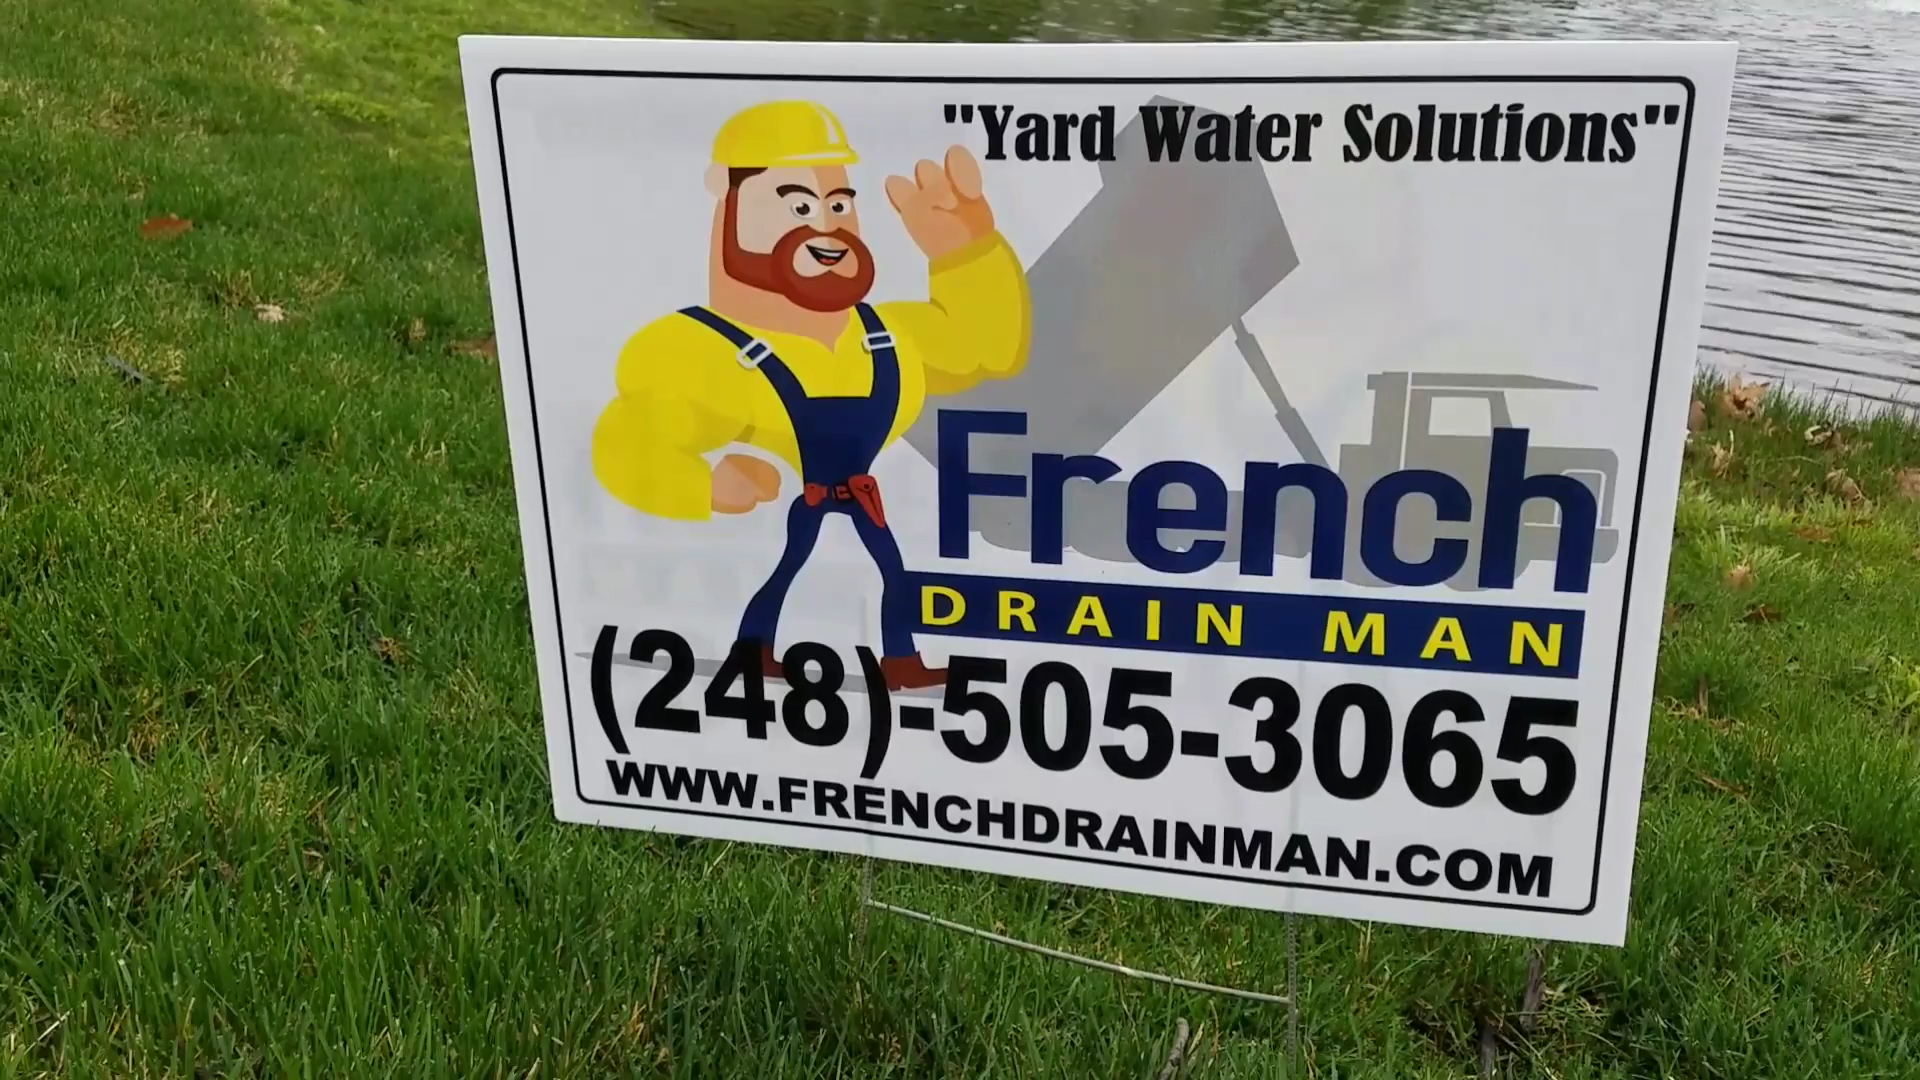 "Yard Water Solutions"
French
DRAIN MAN
(248)-505-3065
WWW.FRENCHDRAINMAN.COM